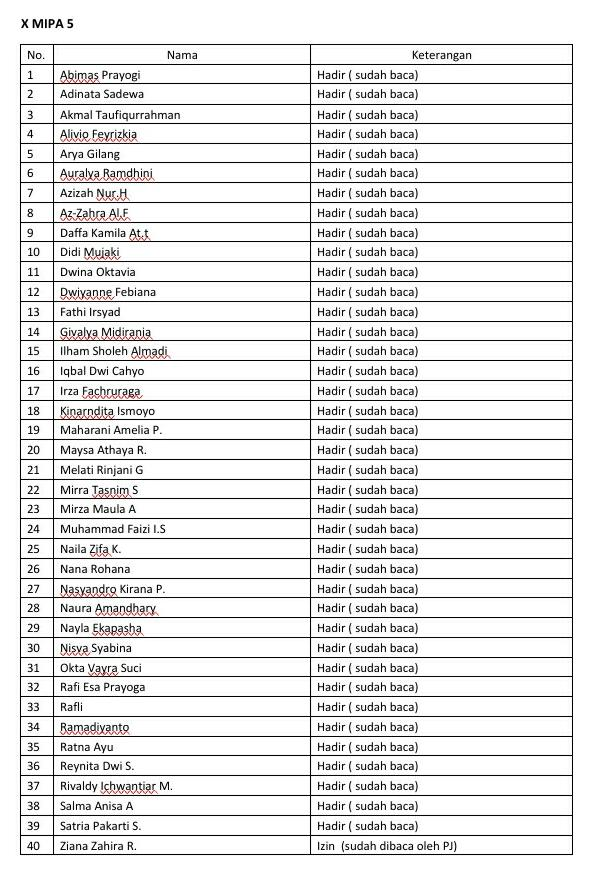 X MIPA 5
No. Nama Keterangan
1 Abimas Prayogi Hadir ( sudah baca)
2 Adinata Sadewa Hadir ( sudah baca)
3 Akmal Taufiqurrahman Hadir ( sudah baca)
4 Alivio Feyrizkia Hadir ( sudah baca)
5 Arya Gilang Hadir ( sudah baca)
6 Auralya Ramdhini Hadir ( sudah baca)
7 Azizah Nur.H Hadir ( sudah baca)
8 Az-Zahra Al.F Hadir ( sudah baca)
9 Daffa Kamila At.t Hadir ( sudah baca)
10 Didi Mujaki Hadir ( sudah baca)
11 Dwina Oktavia Hadir ( sudah baca)
12 Dwiyanne Febiana Hadir ( sudah baca)
13 Fathi Irsyad Hadir ( sudah baca)
14 Givalya Midirania Hadir ( sudah baca)
15 Ilham Sholeh Almadi Hadir ( sudah baca)
16 Iqbal Dwi Cahyo Hadir ( sudah baca)
17 Irza Fachruraga Hadir ( sudah baca)
18 Kinarndita Ismoyo Hadir ( sudah baca)
19 Maharani Amelia P. Hadir ( sudah baca)
20 Maysa Athaya R. Hadir ( sudah baca)
21 Melati Rinjani G Hadir ( sudah baca)
22 Mirra Tasnim S Hadir ( sudah baca)
23 Mirza Maula A Hadir ( sudah baca)
24 Muhammad Faizi I.S Hadir ( sudah baca)
25 Naila Zifa K. Hadir ( sudah baca)
26 Nana Rohana Hadir ( sudah baca)
27 Nasyandro Kirana P. Hadir ( sudah baca)
28 Naura Amandhary Hadir ( sudah baca)
29 Nayla Ekapasha Hadir ( sudah baca)
30 Nisva Syabina Hadir ( sudah baca)
31 Okta Vayra Suci Hadir ( sudah baca)
32 Rafi Esa Prayoga Hadir ( sudah baca)
33 Rafli Hadir ( sudah baca)
34 Ramadiyanto Hadir ( sudah baca)
35 Ratna Ayu Hadir ( sudah baca)
36 Reynita Dwi S. Hadir ( sudah baca)
37 Rivaldy Ichwantiar M. Hadir ( sudah baca)
38 Salma Anisa A Hadir ( sudah baca)
39 Satria Pakarti S. Hadir ( sudah baca)
40 Ziana Zahira R. Izin (sudah dibaca oleh PJ)